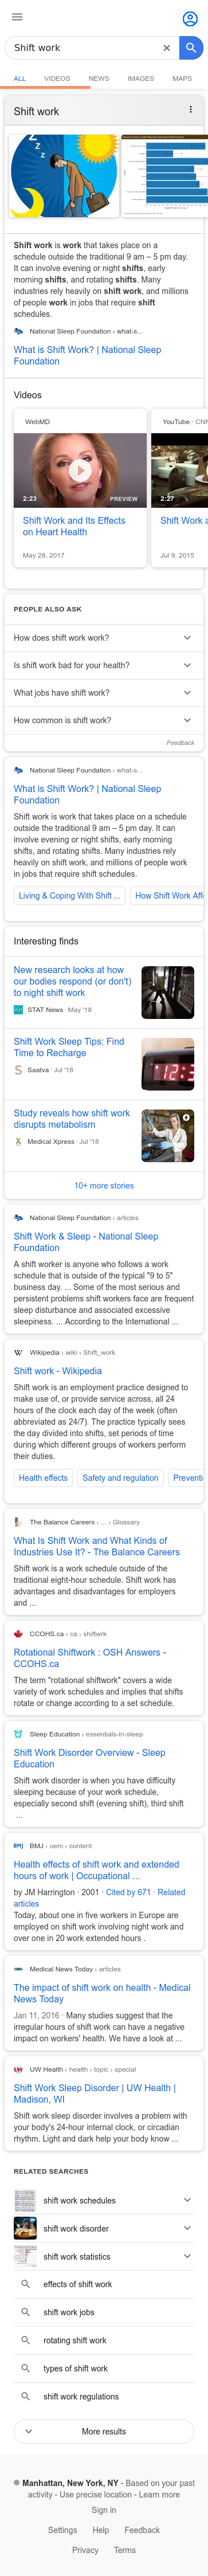 Shift work
ALL VIDEOS NEWS IMAGES MAPS
Shift work
Z
z
Z
Shift work is work that takes place on a
schedule outside the traditional 9 am – 5 pm day.
It can involve evening or night shifts, early
morning shifts, and rotating shifts. Many
industries rely heavily on shift work, and millions
of people work in jobs that require shift
schedules.
National Sleep Foundation › what-s...
What is Shift Work? | National Sleep
Foundation
Videos
WebMD
YouTube · CNN
2:23
PREVIEW
2:27
Shift Work and Its Effects
on Heart Health
Shift Work a
May 28, 2017
Jul 9, 2015
PEOPLE ALSO ASK
How does shift work work?
Is shift work bad for your health?
What jobs have shift work?
How common is shift work?
Feedback
National Sleep Foundation › what-s...
What is Shift Work? | National Sleep
Foundation
Shift work is work that takes place on a schedule
outside the traditional 9 am – 5 pm day. It can
involve evening or night shifts, early morning
shifts, and rotating shifts. Many industries rely
heavily on shift work, and millions of people work
in jobs that require shift schedules.
Living & Coping With Shift ...
How Shift Work Affe
Interesting finds
New research looks at how
our bodies respond (or don't)
to night shift work
STAT News · May '18
Shift Work Sleep Tips: Find
Time to Recharge
S Saatva · Jul '18
12:3
Study reveals how shift work
disrupts metabolism
Medical Xpress · Jul '18
10+ more stories
National Sleep Foundation › articles
Shift Work & Sleep - National Sleep
Foundation
A shift worker is anyone who follows a work
schedule that is outside of the typical "9 to 5"
business day. ... Some of the most serious and
persistent problems shift workers face are frequent
sleep disturbance and associated excessive
sleepiness. ... According to the International ...
W Wikipedia › wiki › Shift_work
Shift work - Wikipedia
Shift work is an employment practice designed to
make use of, or provide service across, all 24
hours of the clock each day of the week (often
abbreviated as 24/7). The practice typically sees
the day divided into shifts, set periods of time
during which different groups of workers perform
their duties.
Health effects
Safety and regulation
Preventi
The Balance Careers › ... › Glossary
What Is Shift Work and What Kinds of
Industries Use It? - The Balance Careers
Shift work is a work schedule outside of the
traditional eight-hour schedule. Shift work has
advantages and disadvantages for employers
and ...
CCOHS.ca › ca › shiftwrk
Rotational Shiftwork : OSH Answers -
CCOHS.ca
The term "rotational shiftwork" covers a wide
variety of work schedules and implies that shifts
rotate or change according to a set schedule.
Sleep Education › essentials-in-sleep
Shift Work Disorder Overview - Sleep
Education
Shift work disorder is when you have difficulty
sleeping because of your work schedule,
especially second shift (evening shift), third shift
...
BMJ BMJ › oem › content
Health effects of shift work and extended
hours of work | Occupational ...
by JM Harrington · 2001 · Cited by 671 · Related
articles
Today, about one in five workers in Europe are
employed on shift work involving night work and
over one in 20 work extended hours .
Medical News Today › articles
The impact of shift work on health - Medical
News Today
Jan 11, 2016 · Many studies suggest that the
irregular hours of shift work can have a negative
impact on workers' health. We have a look at ...
UW Health › health › topic › special
Shift Work Sleep Disorder | UW Health |
Madison, WI
Shift work sleep disorder involves a problem with
your body's 24-hour internal clock, or circadian
rhythm. Light and dark help your body know ...
RELATED SEARCHES
shift work schedules
shift work disorder
shift work statistics
effects of shift work
shift work jobs
rotating shift work
types of shift work
shift work regulations
More results
Manhattan, New York, NY - Based on your past
activity - Use precise location - Learn more
Sign in
Settings Help Feedback
Privacy Terms